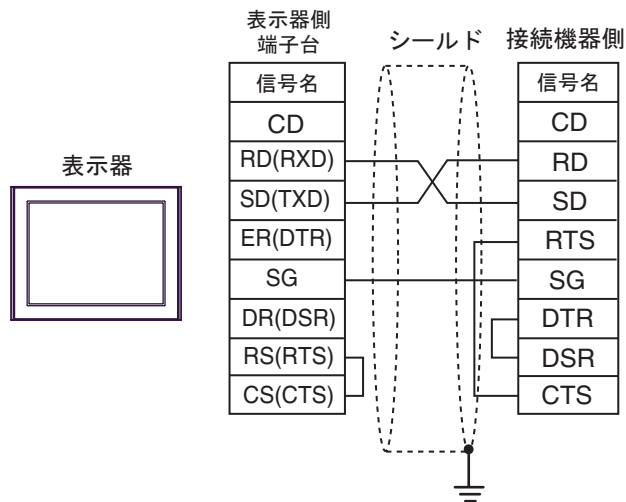 表示器
表示器側
端子台
信号名
CD
RD(RXD)
SD(TXD)
ER(DTR)
SG
DR(DSR)
RS(RTS)
CS(CTS)
シールド
接続機器側
信号名
CD
RD
SD
RTS
SG
DTR
DSR
CTS